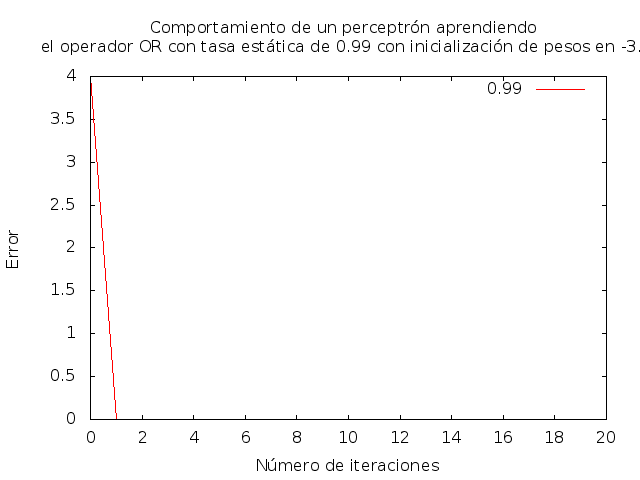 Comportamiento de un perceptrón aprendiendo
el operador OR con tasa estática de 0.99 con inicialización de pesos en -3.
0.99
4
3.5
3
2.5
2
1.5
1
0.5
0
Error
0 2 4 6 8 10 12 14 16 18 20
Número de iteraciones